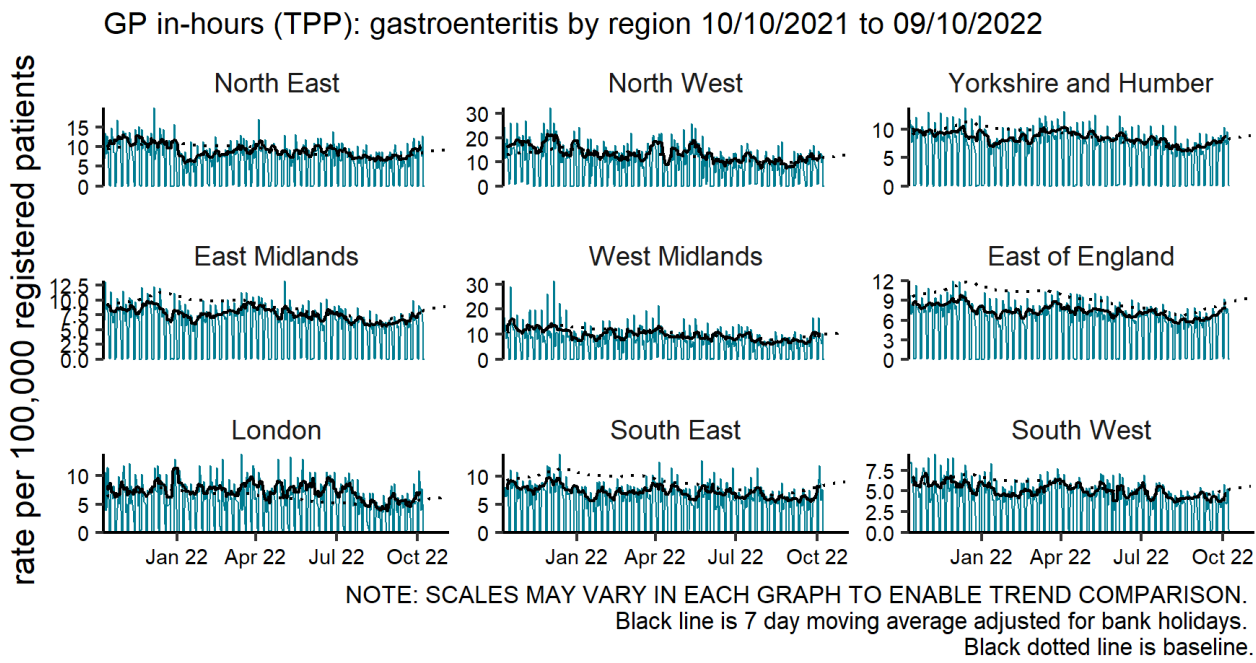 GP in-hours (TPP): gastroenteritis by region 10/10/2021 to 09/10/2022
rate per 100,000 registered patients
North East
15
10
5
0
North West
30
20
10
0
Yorkshire and Humber
10
5
0
East Midlands
12.5
10.0
7.5
5.0
2.5
0.0
West Midlands
30
20
10
0
East of England
12
9
6
3
0
London
10
5
0
Jan 22 Apr 22 Jul 22 Oct 22
South East
10
5
0
Jan 22 Apr 22 Jul 22 Oct 22
South West
7.5
5.0
2.5
0.0
Jan 22 Apr 22 Jul 22 Oct 22
NOTE: SCALES MAY VARY IN EACH GRAPH TO ENABLE TREND COMPARISON.
Black line is 7 day moving average adjusted for bank holidays.
Black dotted line is baseline.